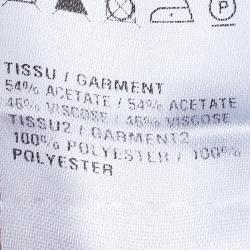 TISSU / GARMENT
54% ACETATE / 54% ACETATE
46% VISCOSE / 46% VISCOSE
TISSU2 / GARMENT2
100% POLYESTER / 100%
POLYESTER